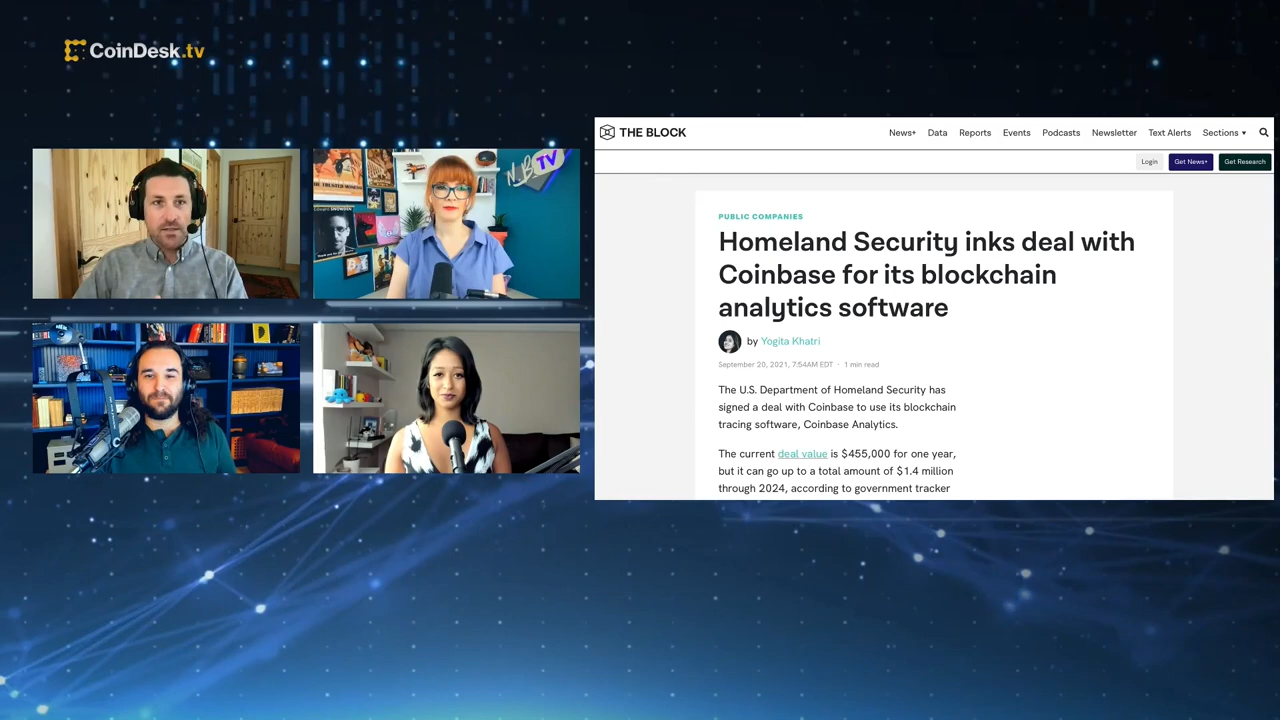 CoinDesk.tv
THE TRUSTED
N.B.TV
THE BLOCK
News+ Data Reports Events Podcasts Newsletter Text Alerts Sections
Login Get News+ Get Research
PUBLIC COMPANIES
Homeland Security inks deal with
Coinbase for its blockchain
analytics software
by Yogita Khatri
September 20, 2021, 7:54AM EDT · 1 min read
The U.S. Department of Homeland Security has
signed a deal with Coinbase to use its blockchain
tracing software, Coinbase Analytics.
The current deal value is $455,000 for one year,
but it can go up to a total amount of $1.4 million
through 2024, according to government tracker